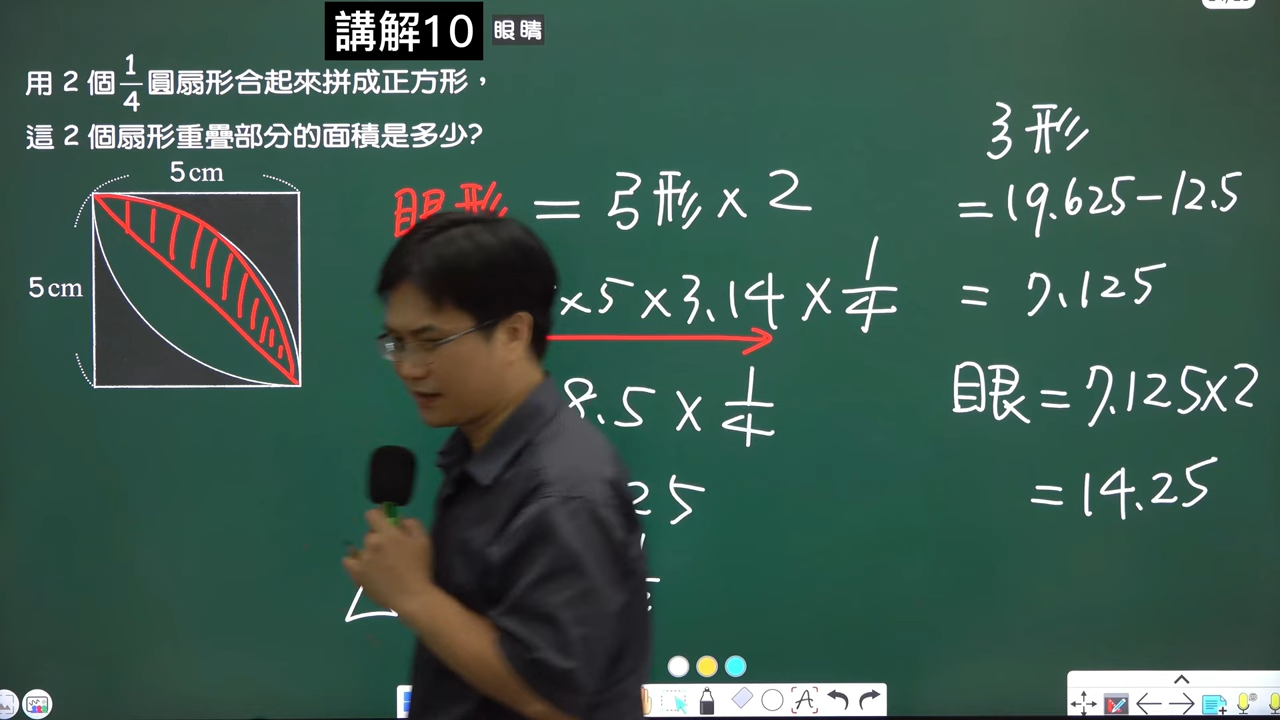 講解10 眼睛
用 2 個 1/4 圓扇形合起來拼成正方形，
這 2 個扇形重疊部分的面積是多少?
5cm
5cm
眼形 = 弓形 × 2
×5×3.14×1/4
8.5×1/4
25
弓形
=19.625-12.5
= 7.125
眼=7.125×2
=14.25